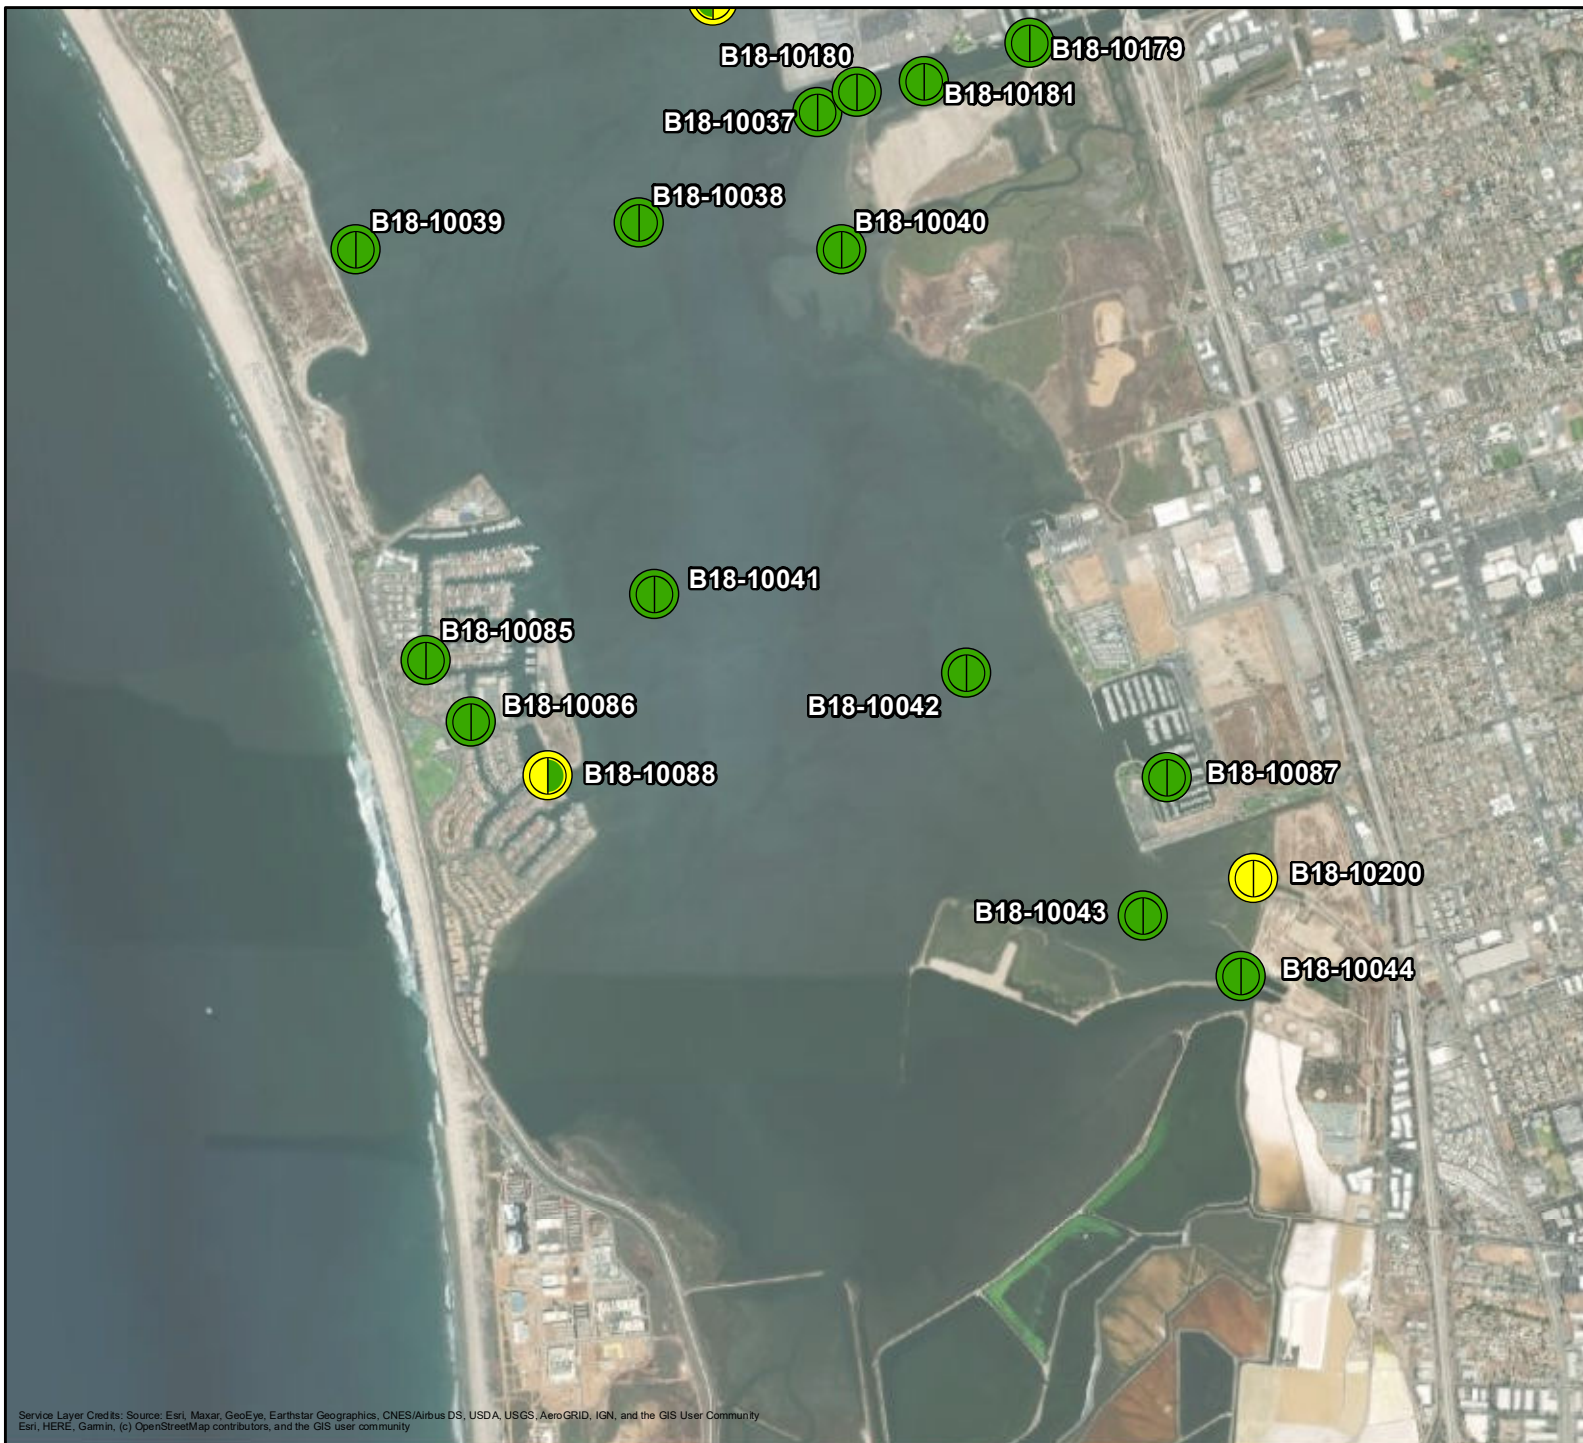 B18-10180
B18-10179
B18-10181
B18-10037
B18-10038
B18-10039
B18-10040
B18-10041
B18-10085
B18-10086
B18-10042
B18-10088
B18-10087
B18-10200
B18-10043
B18-10044
Service Layer Credits: Source: Esri, Maxar, GeoEye, Earthstar Geographics, CNES/Airbus DS, USDA, USGS, AeroGRID, IGN, and the GIS User Community
Esri, HERE, Garmin, (c) OpenStreetMap contributors, and the GIS user community